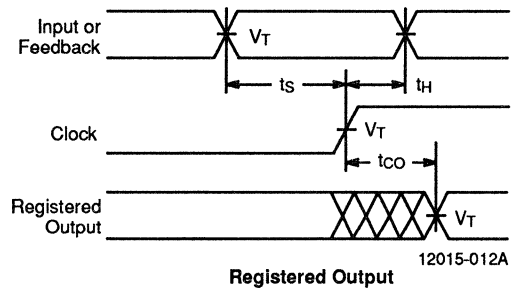 Input or
Feedback
VT
tS
tH
Clock
VT
tCO
Registered
Output
VT
12015-012A
Registered Output